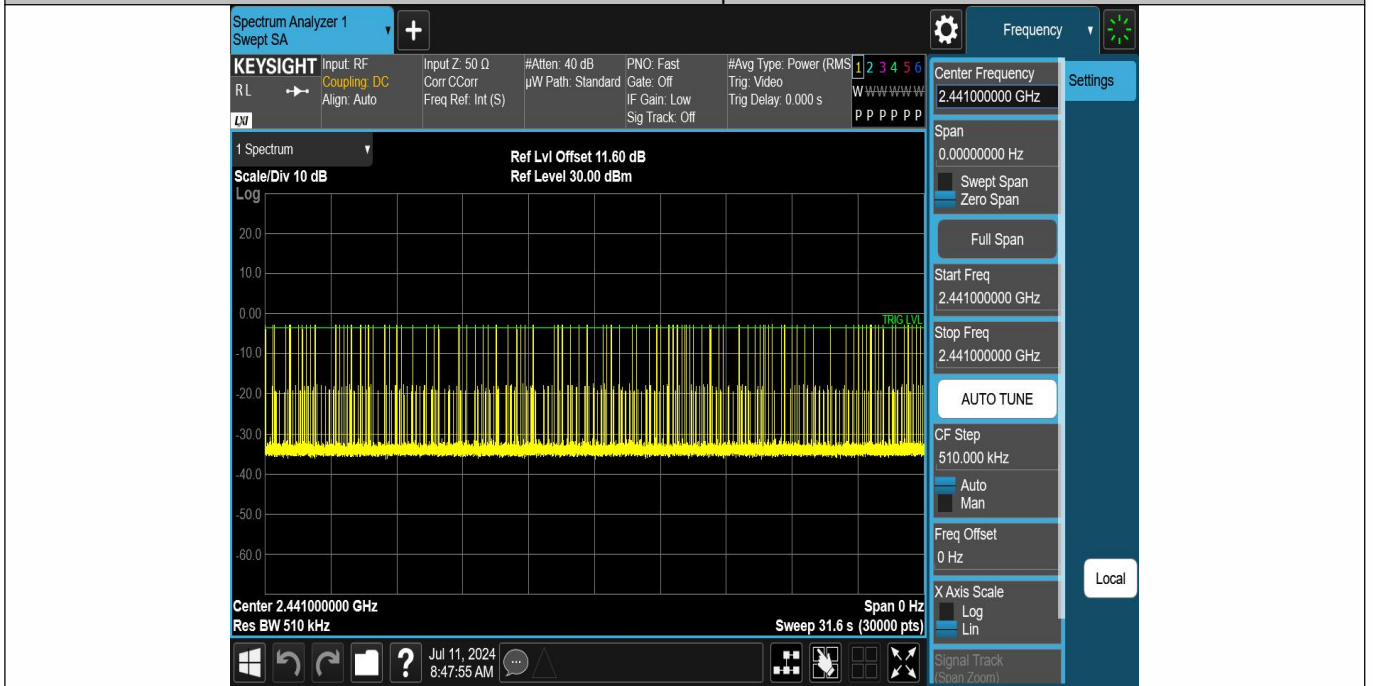 Spectrum Analyzer 1
Swept SA
+
Frequency
KEYSIGHT
RL
LXI
Input: RF
Coupling: DC
Align: Auto
Input Z: 50 Ω
Corr CCorr
Freq Ref: Int (S)
#Atten: 40 dB
µW Path: Standard
PNO: Fast
Gate: Off
IF Gain: Low
Sig Track: Off
#Avg Type: Power (RMS
Trig: Video
Trig Delay: 0.000 s
1 2 3 4 5 6
W W W W W W
P P P P P P
Center Frequency
2.441000000 GHz
Settings
Span
0.00000000 Hz
Swept Span
Zero Span
Full Span
Start Freq
2.441000000 GHz
Stop Freq
2.441000000 GHz
AUTO TUNE
CF Step
510.000 kHz
Auto
Man
Freq Offset
0 Hz
X Axis Scale
Log
Lin
Signal Track
(Span Zoom)
Local
1 Spectrum
Scale/Div 10 dB
Ref Lvl Offset 11.60 dB
Ref Level 30.00 dBm
Log
20.0
10.0
0.00
-10.0
-20.0
-30.0
-40.0
-50.0
-60.0
TRIG LVL
Center 2.441000000 GHz
Res BW 510 kHz
Span 0 Hz
Sweep 31.6 s (30000 pts)
?
Jul 11, 2024
8:47:55 AM